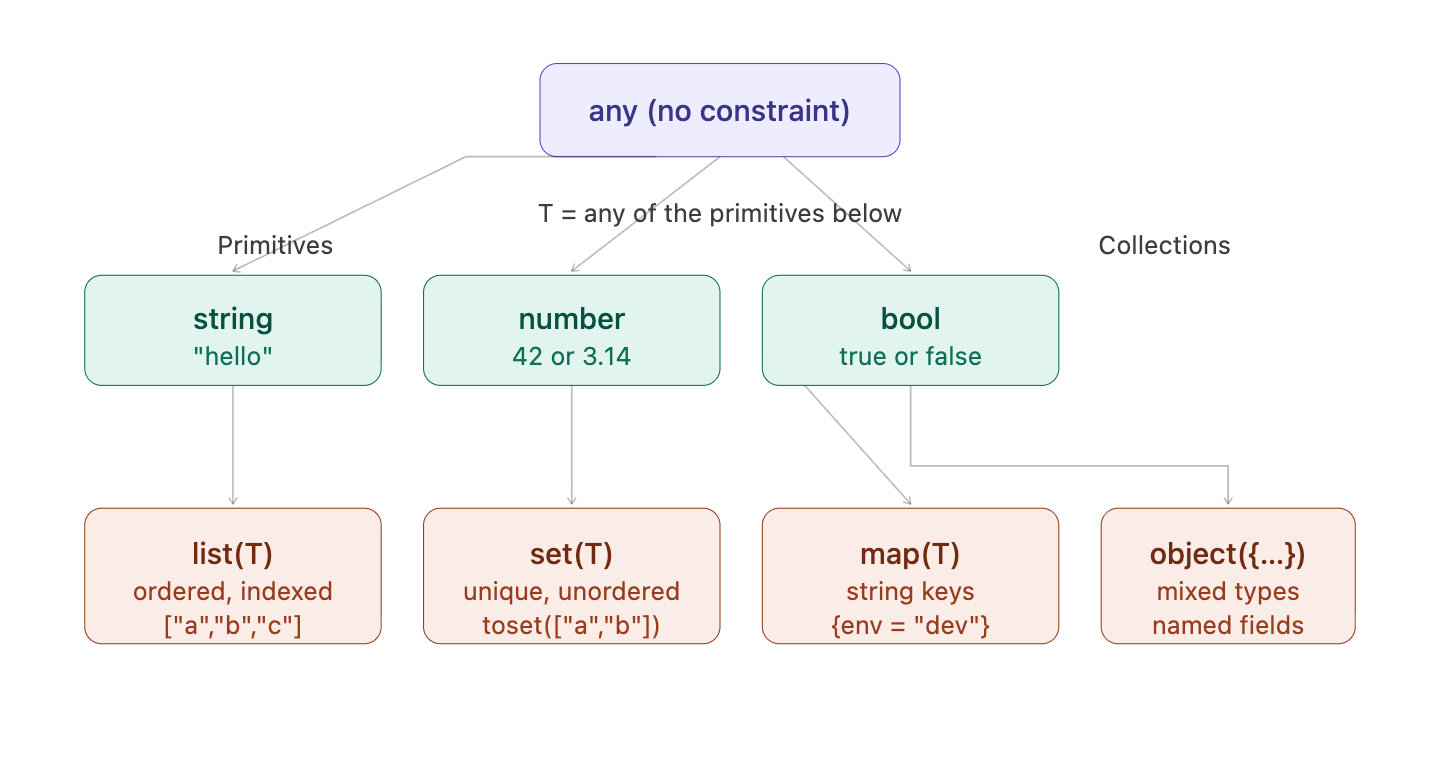 any (no constraint)
T = any of the primitives below
Primitives
Collections
string
"hello"
number
42 or 3.14
bool
true or false
list(T)
ordered, indexed
["a","b","c"]
set(T)
unique, unordered
toset(["a","b"])
map(T)
string keys
{env = "dev"}
object({...})
mixed types
named fields